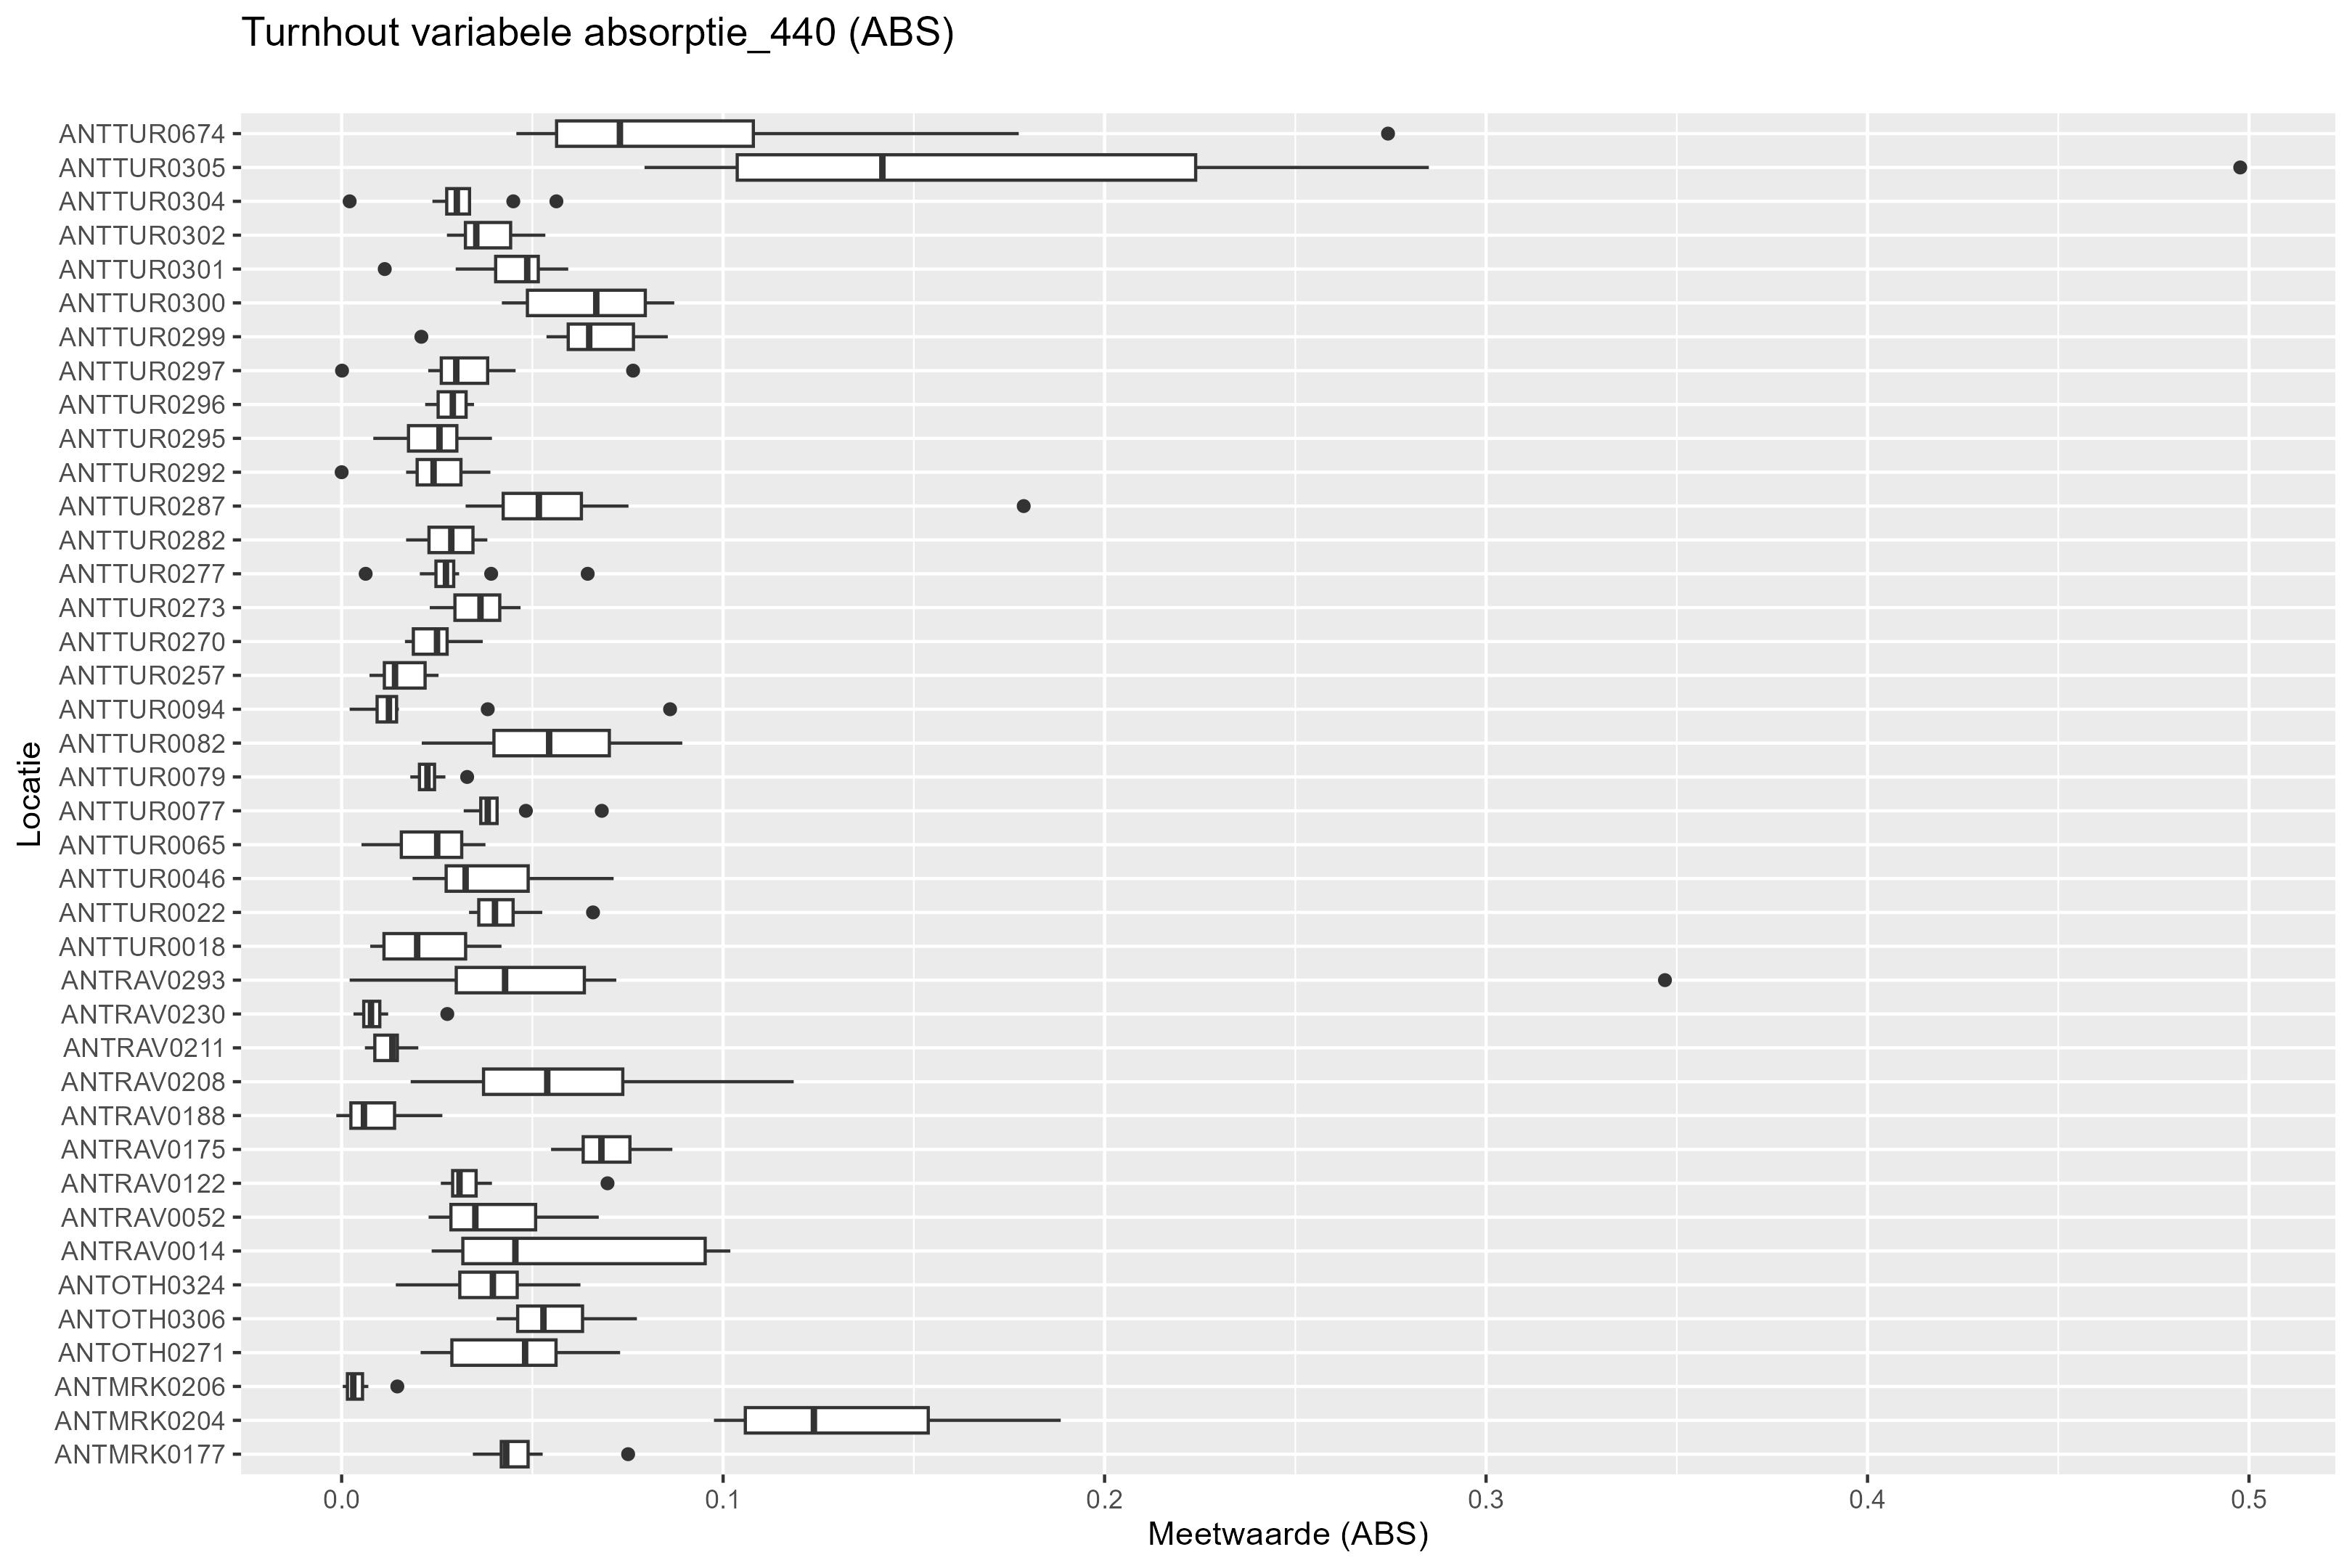 Turnhout variabele absorptie_440 (ABS)
Locatie
ANTTUR0674
ANTTUR0305
ANTTUR0304
ANTTUR0302
ANTTUR0301
ANTTUR0300
ANTTUR0299
ANTTUR0297
ANTTUR0296
ANTTUR0295
ANTTUR0292
ANTTUR0287
ANTTUR0282
ANTTUR0277
ANTTUR0273
ANTTUR0270
ANTTUR0257
ANTTUR0094
ANTTUR0082
ANTTUR0079
ANTTUR0077
ANTTUR0065
ANTTUR0046
ANTTUR0022
ANTTUR0018
ANTRAV0293
ANTRAV0230
ANTRAV0211
ANTRAV0208
ANTRAV0188
ANTRAV0175
ANTRAV0122
ANTRAV0052
ANTRAV0014
ANTOTH0324
ANTOTH0306
ANTOTH0271
ANTMRK0206
ANTMRK0204
ANTMRK0177
0.0 0.1 0.2 0.3 0.4 0.5
Meetwaarde (ABS)